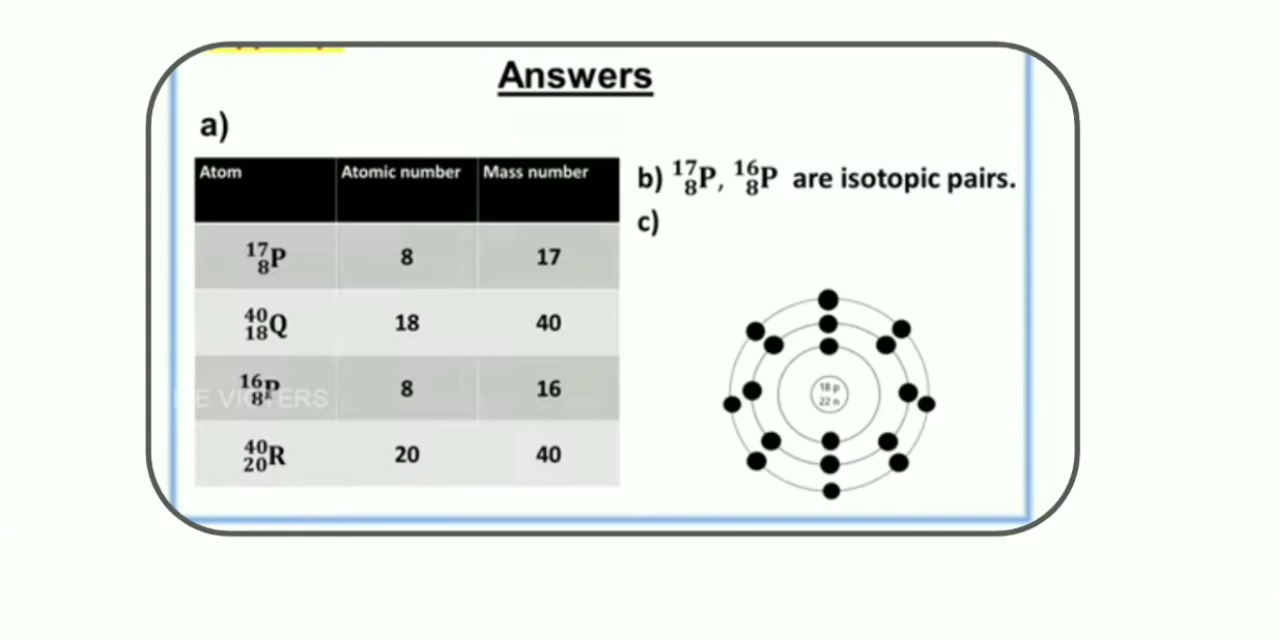 Answers
a)
Atom Atomic number Mass number
¹⁷₈P 8 17
⁴⁰₁₈Q 18 40
¹⁶₈P 8 16
⁴⁰₂₀R 20 40
b) ¹⁷₈P, ¹⁶₈P are isotopic pairs.
c)
18 p
22 n